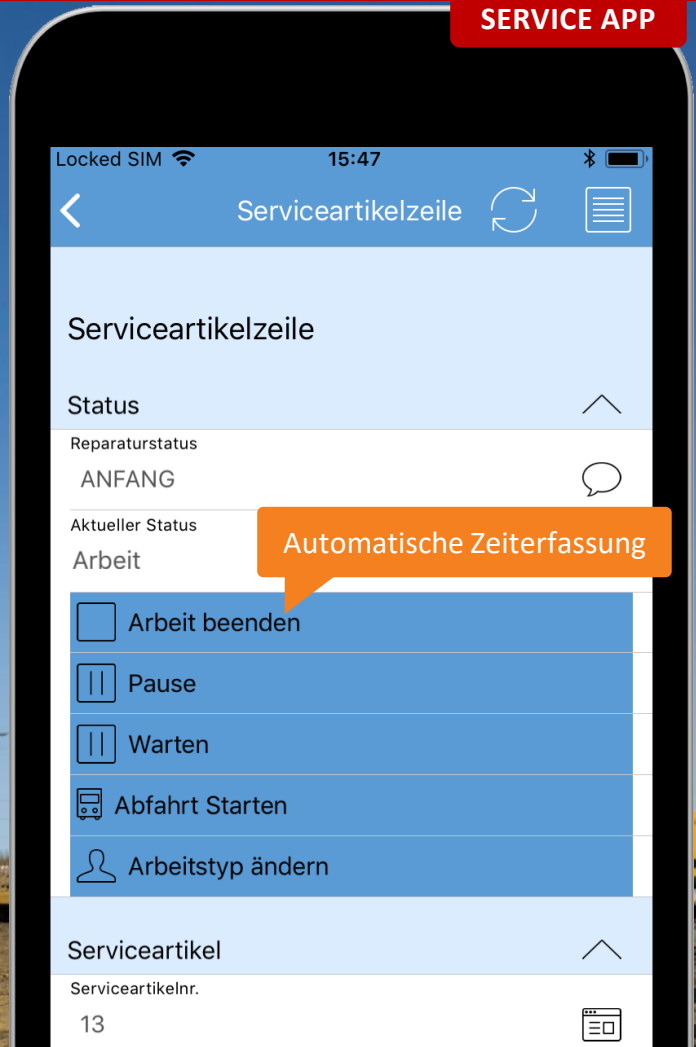 SERVICE APP
Locked SIM 15:47
Serviceartikelzeile
Serviceartikelzeile
Status
Reparaturstatus
ANFANG
Aktueller Status
Automatische Zeiterfassung
Arbeit
Arbeit beenden
Pause
Warten
Abfahrt Starten
Arbeitstyp ändern
Serviceartikel
Serviceartikelnr.
13